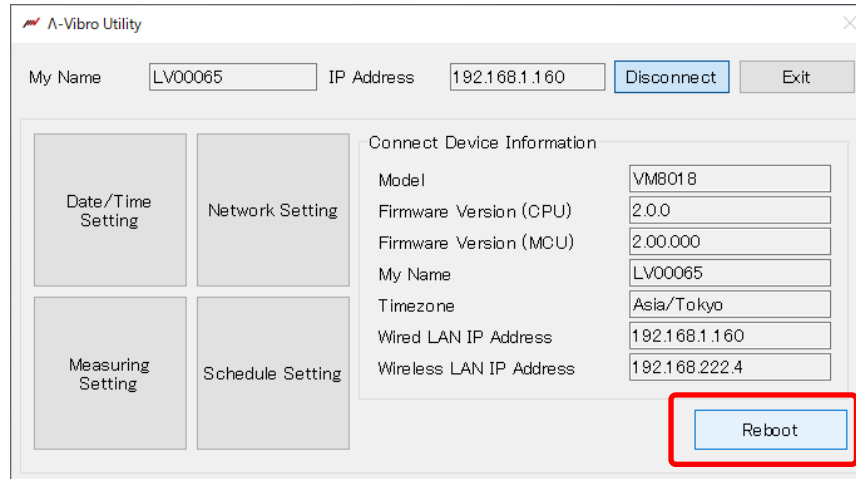 Λ-Vibro Utility
My Name LV00065 IP Address 192.168.1.160 Disconnect Exit
Date/Time
Setting
Network Setting
Measuring
Setting
Schedule Setting
Connect Device Information
Model VM8018
Firmware Version (CPU) 2.0.0
Firmware Version (MCU) 2.00.000
My Name LV00065
Timezone Asia/Tokyo
Wired LAN IP Address 192.168.1.160
Wireless LAN IP Address 192.168.222.4
Reboot